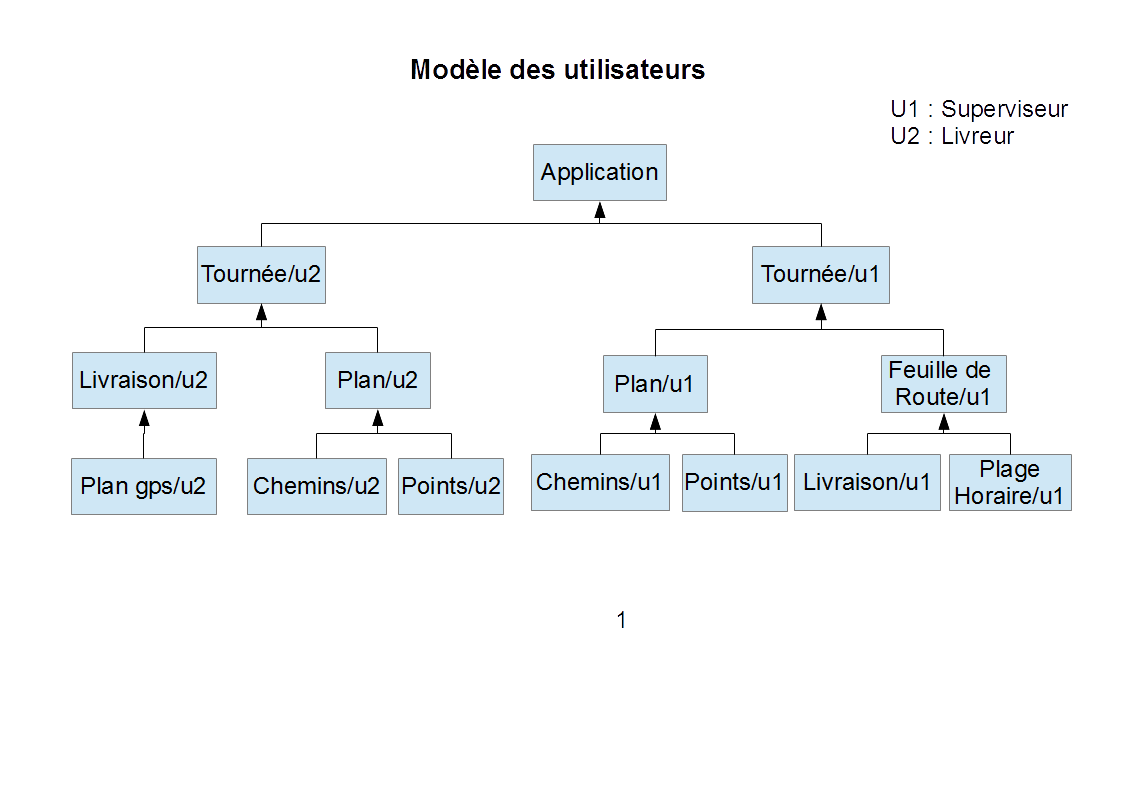 Modèle des utilisateurs
U1 : Superviseur
U2 : Livreur
Application
Tournée/u2
Tournée/u1
Livraison/u2
Plan/u2
Plan/u1
Feuille de
Route/u1
Plan gps/u2
Chemins/u2
Points/u2
Chemins/u1
Points/u1
Livraison/u1
Plage
Horaire/u1
1